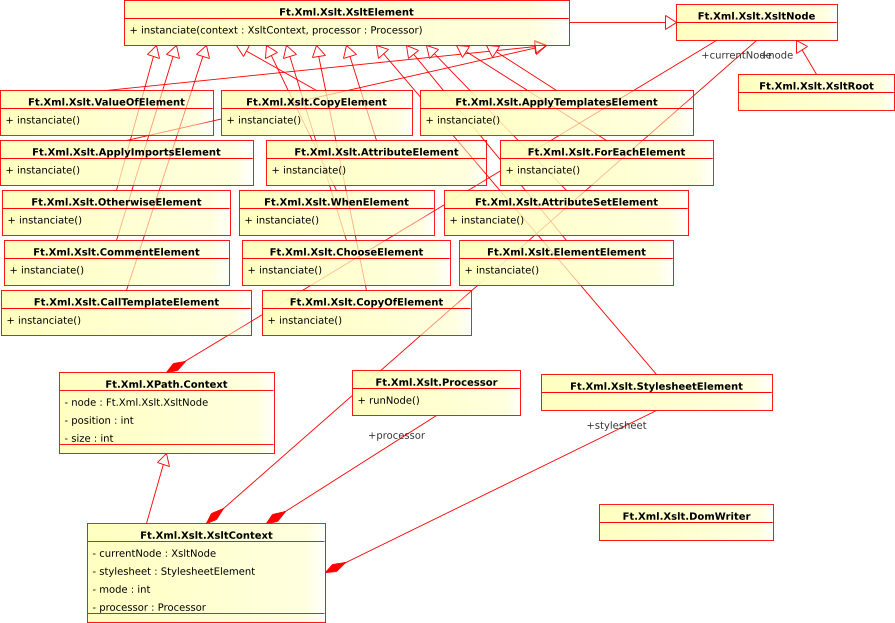 Ft.Xml.Xslt.XsltElement
+ instanciate(context : XsltContext, processor : Processor)
Ft.Xml.Xslt.XsltNode
+currentNode
+node
Ft.Xml.Xslt.XsltRoot
Ft.Xml.Xslt.ValueOfElement
+ instanciate()
Ft.Xml.Xslt.CopyElement
+ instanciate()
Ft.Xml.Xslt.ApplyTemplatesElement
+ instanciate()
Ft.Xml.Xslt.ApplyImportsElement
+ instanciate()
Ft.Xml.Xslt.AttributeElement
+ instanciate()
Ft.Xml.Xslt.ForEachElement
+ instanciate()
Ft.Xml.Xslt.OtherwiseElement
+ instanciate()
Ft.Xml.Xslt.WhenElement
+ instanciate()
Ft.Xml.Xslt.AttributeSetElement
+ instanciate()
Ft.Xml.Xslt.CommentElement
+ instanciate()
Ft.Xml.Xslt.ChooseElement
+ instanciate()
Ft.Xml.Xslt.ElementElement
+ instanciate()
Ft.Xml.Xslt.CallTemplateElement
+ instanciate()
Ft.Xml.Xslt.CopyOfElement
+ instanciate()
Ft.Xml.XPath.Context
- node : Ft.Xml.Xslt.XsltNode
- position : int
- size : int
Ft.Xml.Xslt.Processor
+ runNode()
Ft.Xml.Xslt.StylesheetElement
+processor
+stylesheet
Ft.Xml.Xslt.DomWriter
Ft.Xml.Xslt.XsltContext
- currentNode : XsltNode
- stylesheet : StylesheetElement
- mode : int
- processor : Processor